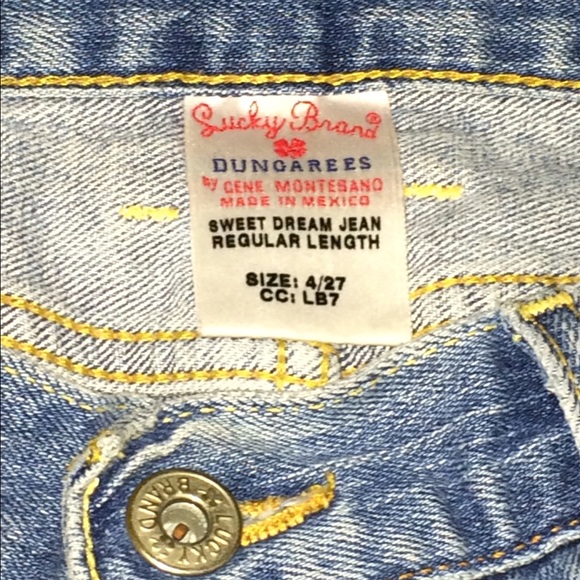 Lucky Brand®
DUNGAREES
by GENE MONTESANO
MADE IN MEXICO
SWEET DREAM JEAN
REGULAR LENGTH
SIZE: 4/27
CC: LB7
LUCKY BRAND